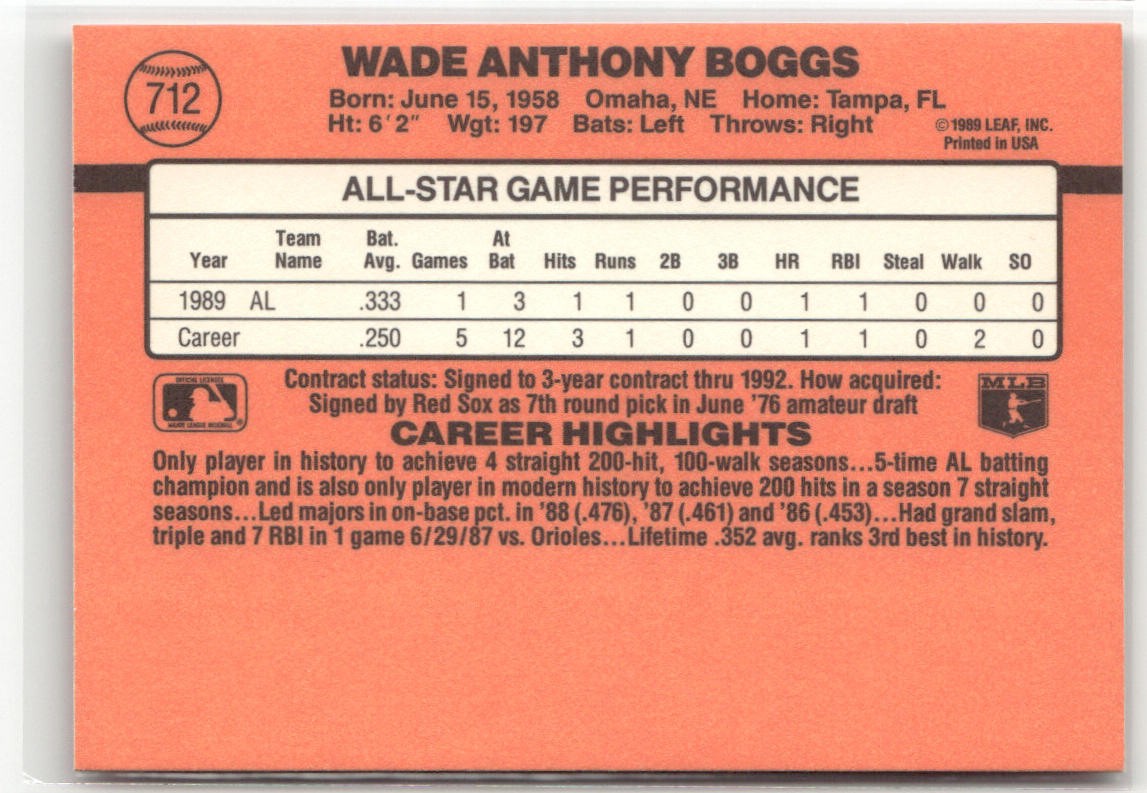 712
WADE ANTHONY BOGGS
Born: June 15, 1958 Omaha, NE Home: Tampa, FL
Ht: 6'2" Wgt: 197 Bats: Left Throws: Right
©1989 LEAF, INC.
Printed in USA
ALL-STAR GAME PERFORMANCE
Year Team Name Bat. Avg. Games At Bat Hits Runs 2B 3B HR RBI Steal Walk SO
1989 AL .333 1 3 1 1 0 0 1 1 0 0 0
Career .250 5 12 3 1 0 0 1 1 0 2 0
OFFICIAL LICENSEE
MAJOR LEAGUE BASEBALL
Contract status: Signed to 3-year contract thru 1992. How acquired:
Signed by Red Sox as 7th round pick in June '76 amateur draft
MLB
CAREER HIGHLIGHTS
Only player in history to achieve 4 straight 200-hit, 100-walk seasons...5-time AL batting
champion and is also only player in modern history to achieve 200 hits in a season 7 straight
seasons...Led majors in on-base pct. in '88 (.476), '87 (.461) and '86 (.453)...Had grand slam,
triple and 7 RBI in 1 game 6/29/87 vs. Orioles...Lifetime .352 avg. ranks 3rd best in history.